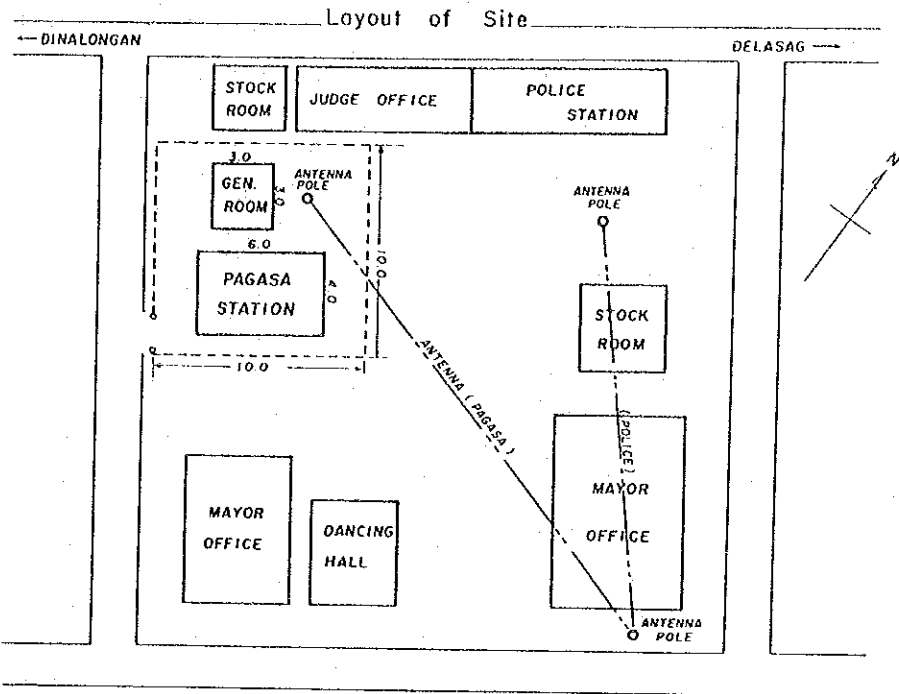 Layout of Site
← DINALONGAN
DELASAG →
STOCK
ROOM
JUDGE OFFICE
POLICE
STATION
3.0
GEN.
ROOM
3.0
ANTENNA
POLE
ANTENNA
POLE
N
6.0
PAGASA
STATION
4.0
10.0
10.0
STOCK
ROOM
ANTENNA (PAGASA)
(POLICE)
MAYOR
OFFICE
MAYOR
OFFICE
DANCING
HALL
ANTENNA
POLE